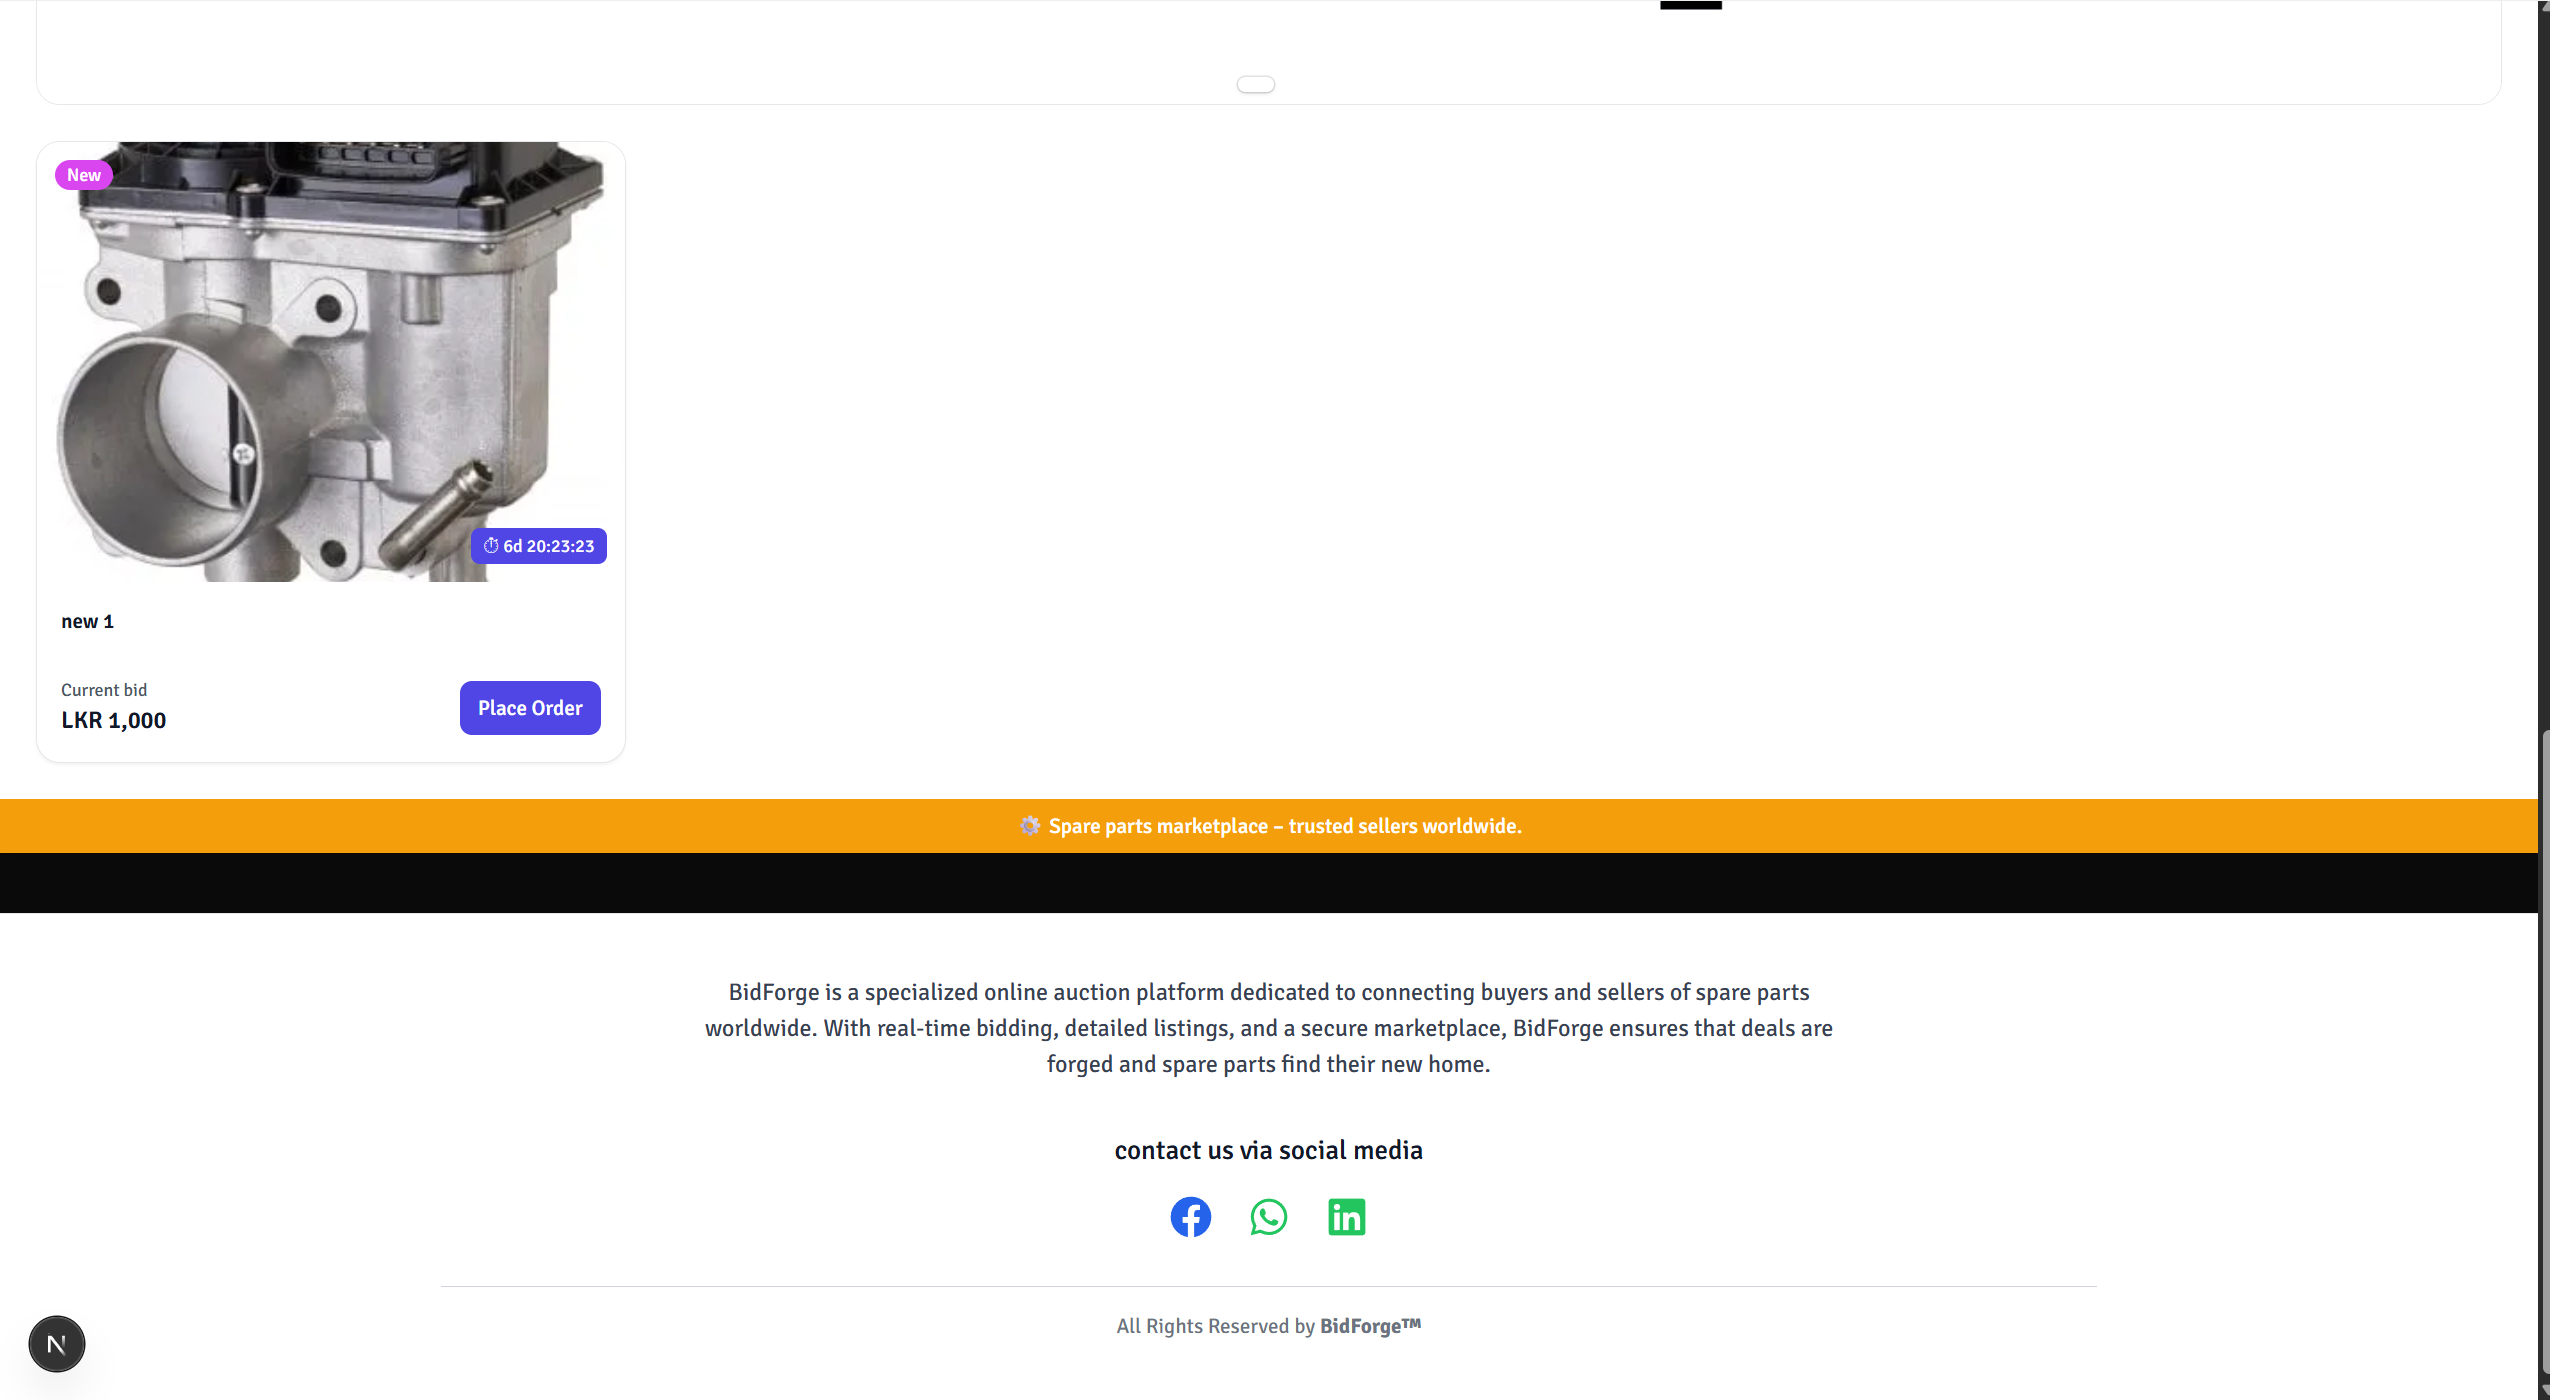 New
⏱ 6d 20:23:23
new 1
Current bid
LKR 1,000
Place Order
⚙️ Spare parts marketplace – trusted sellers worldwide.
BidForge is a specialized online auction platform dedicated to connecting buyers and sellers of spare parts
worldwide. With real-time bidding, detailed listings, and a secure marketplace, BidForge ensures that deals are
forged and spare parts find their new home.
contact us via social media
All Rights Reserved by BidForge™
N